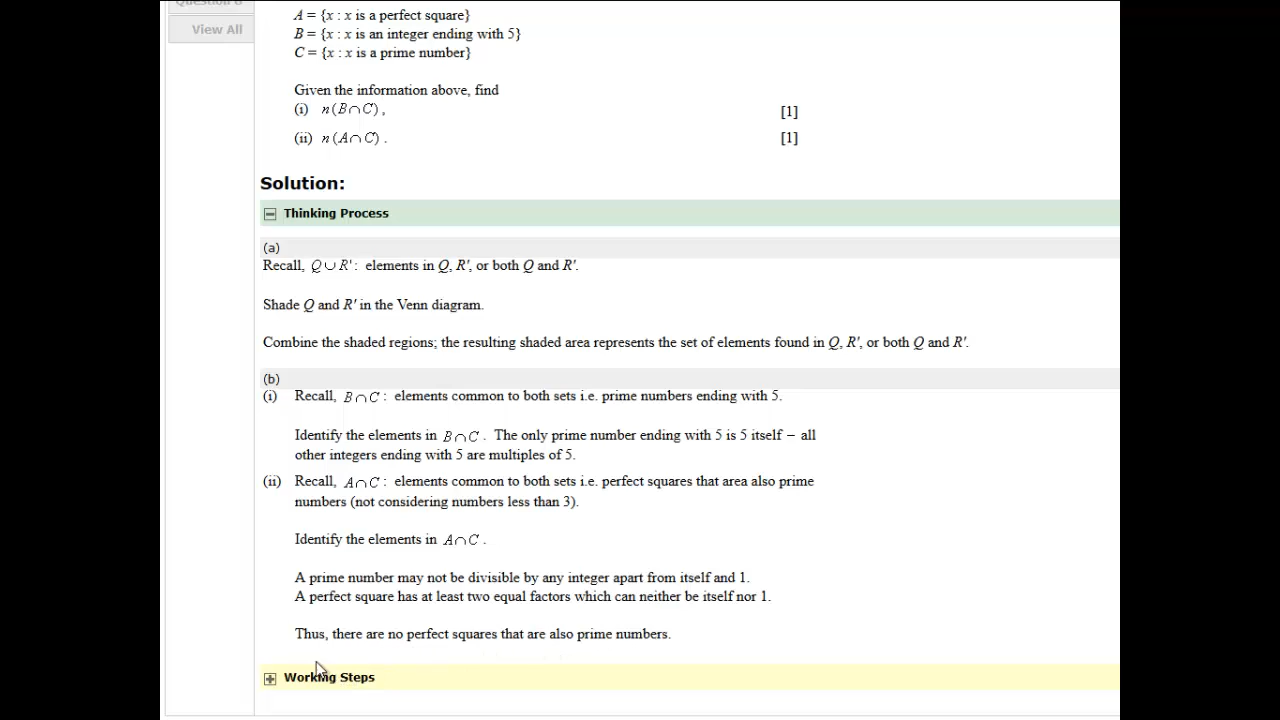 Question 8
View All
A = {x : x is a perfect square}
B = {x : x is an integer ending with 5}
C = {x : x is a prime number}
Given the information above, find
(i) n(B∩C), [1]
(ii) n(A∩C). [1]
Solution:
Thinking Process
(a)
Recall, Q∪R': elements in Q, R', or both Q and R'.
Shade Q and R' in the Venn diagram.
Combine the shaded regions; the resulting shaded area represents the set of elements found in Q, R', or both Q and R'.
(b)
(i) Recall, B∩C: elements common to both sets i.e. prime numbers ending with 5.
Identify the elements in B∩C. The only prime number ending with 5 is 5 itself – all
other integers ending with 5 are multiples of 5.
(ii) Recall, A∩C: elements common to both sets i.e. perfect squares that area also prime
numbers (not considering numbers less than 3).
Identify the elements in A∩C.
A prime number may not be divisible by any integer apart from itself and 1.
A perfect square has at least two equal factors which can neither be itself nor 1.
Thus, there are no perfect squares that are also prime numbers.
Working Steps